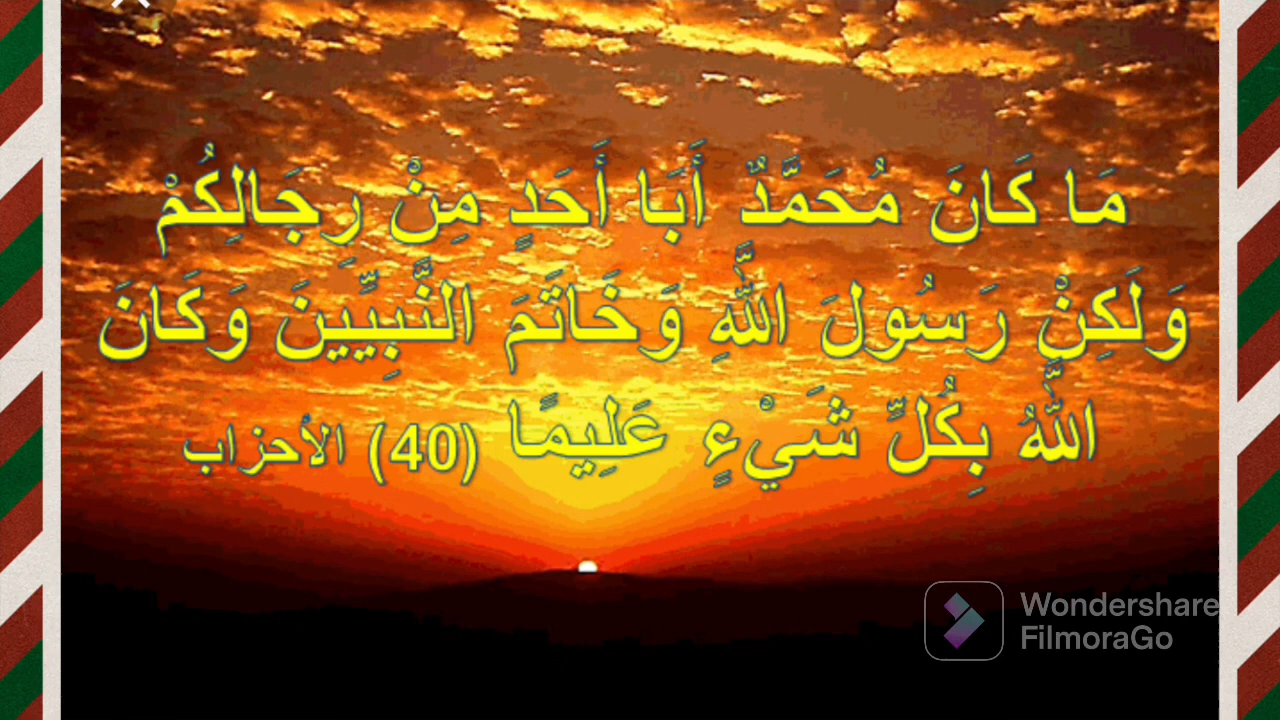 مَا كَانَ مُحَمَّدٌ أَبَا أَحَدٍ مِنْ رِجَالِكُمْ
وَلَكِنْ رَسُولَ اللَّهِ وَخَاتَمَ النَّبِيِّينَ وَكَانَ
اللَّهُ بِكُلِّ شَيْءٍ عَلِيمًا (40) الأحزاب
Wondershare
FilmoraGo